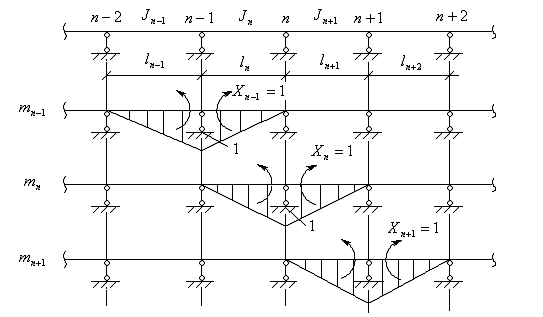 n−2 J_{n−1} n−1 J_n n J_{n+1} n+1 n+2
l_{n−1} l_n l_{n+1} l_{n+2}
m_{n−1} X_{n−1}=1
1
m_n X_n=1
1
m_{n+1} X_{n+1}=1